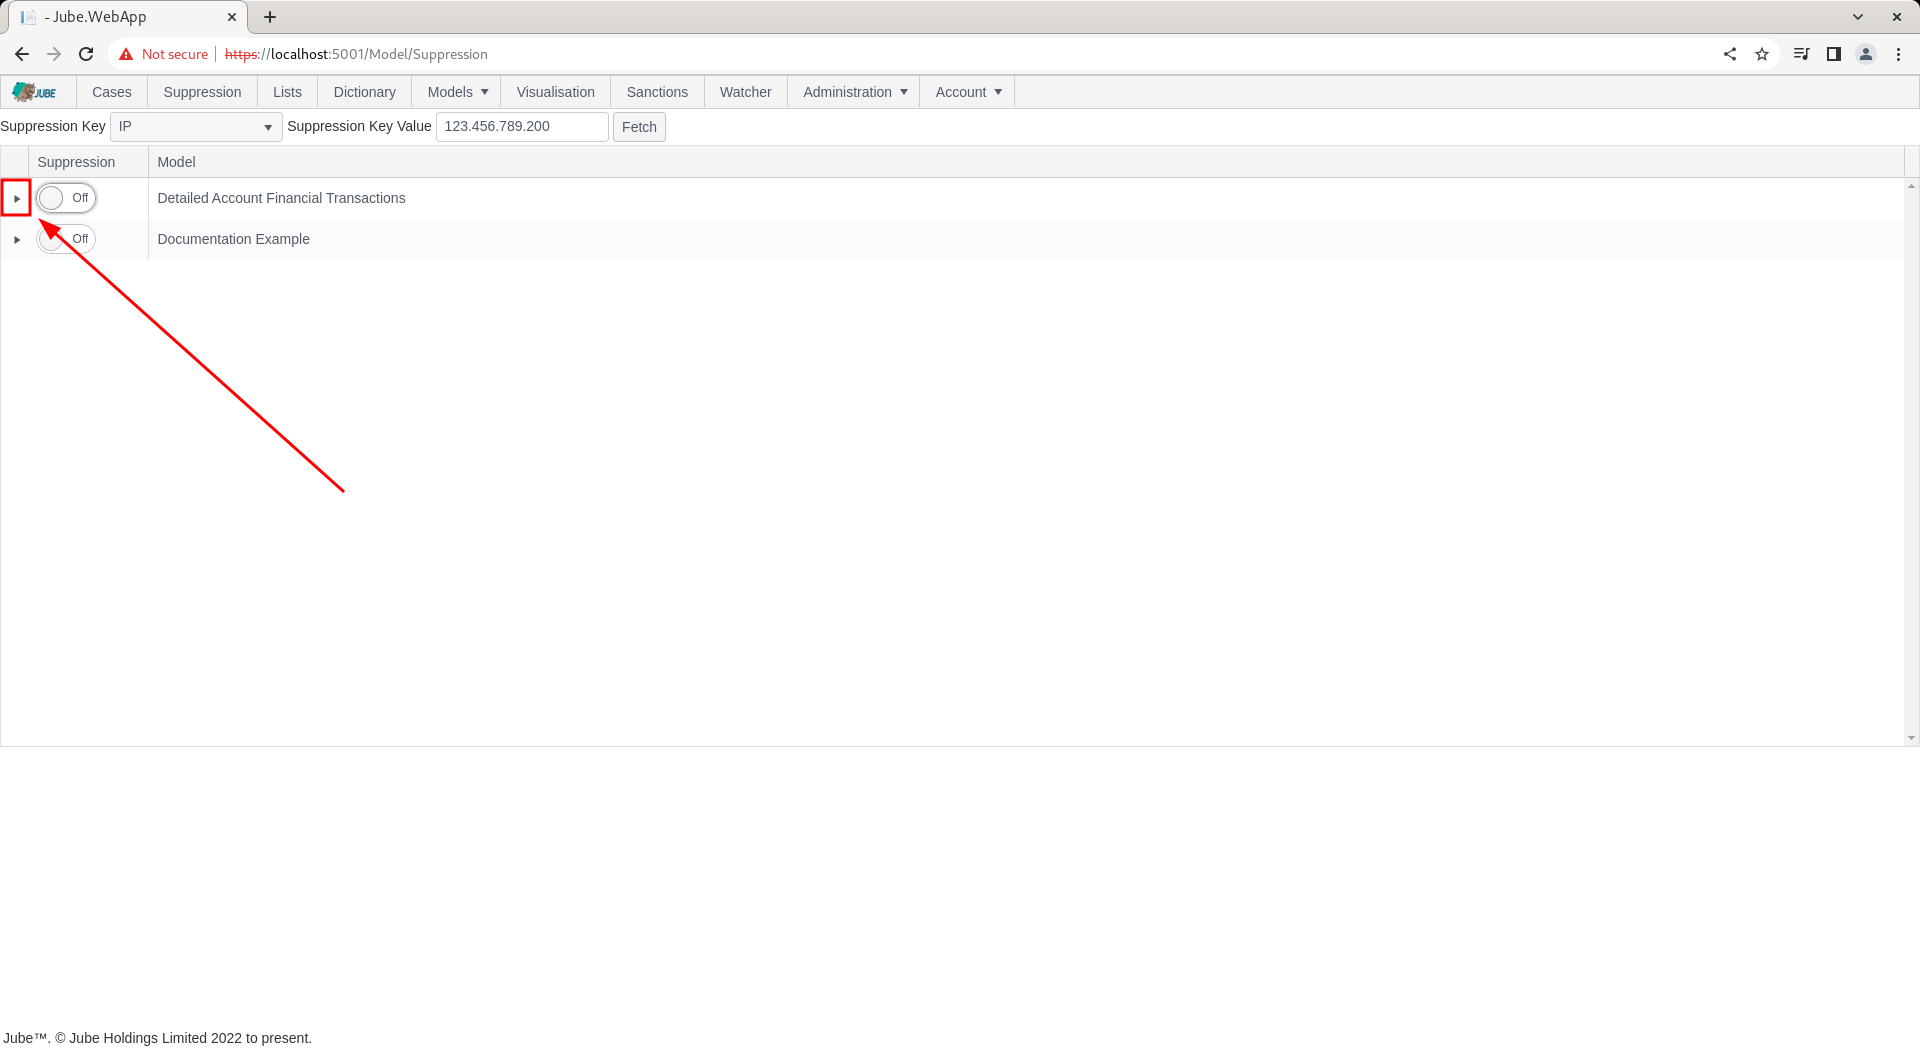 - Jube.WebApp
Not secure https://localhost:5001/Model/Suppression
JUBE Cases Suppression Lists Dictionary Models Visualisation Sanctions Watcher Administration Account
Suppression Key IP Suppression Key Value 123.456.789.200 Fetch
Suppression Model
Off Detailed Account Financial Transactions
Off Documentation Example
Jube™. © Jube Holdings Limited 2022 to present.